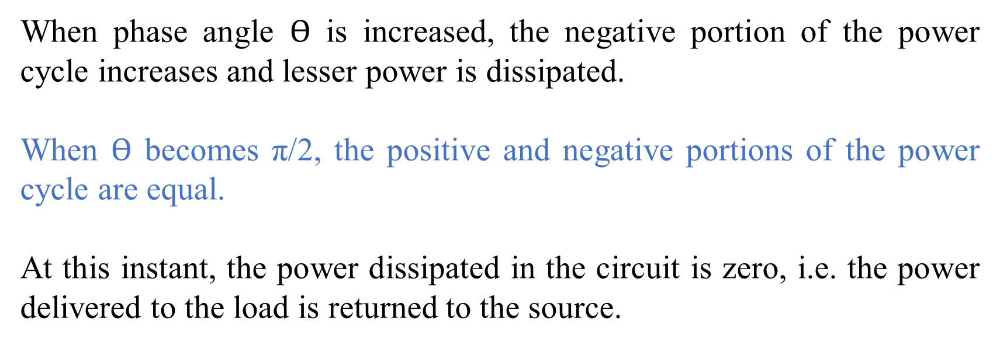 When phase angle ϴ is increased, the negative portion of the power
cycle increases and lesser power is dissipated.
When ϴ becomes π/2, the positive and negative portions of the power
cycle are equal.
At this instant, the power dissipated in the circuit is zero, i.e. the power
delivered to the load is returned to the source.